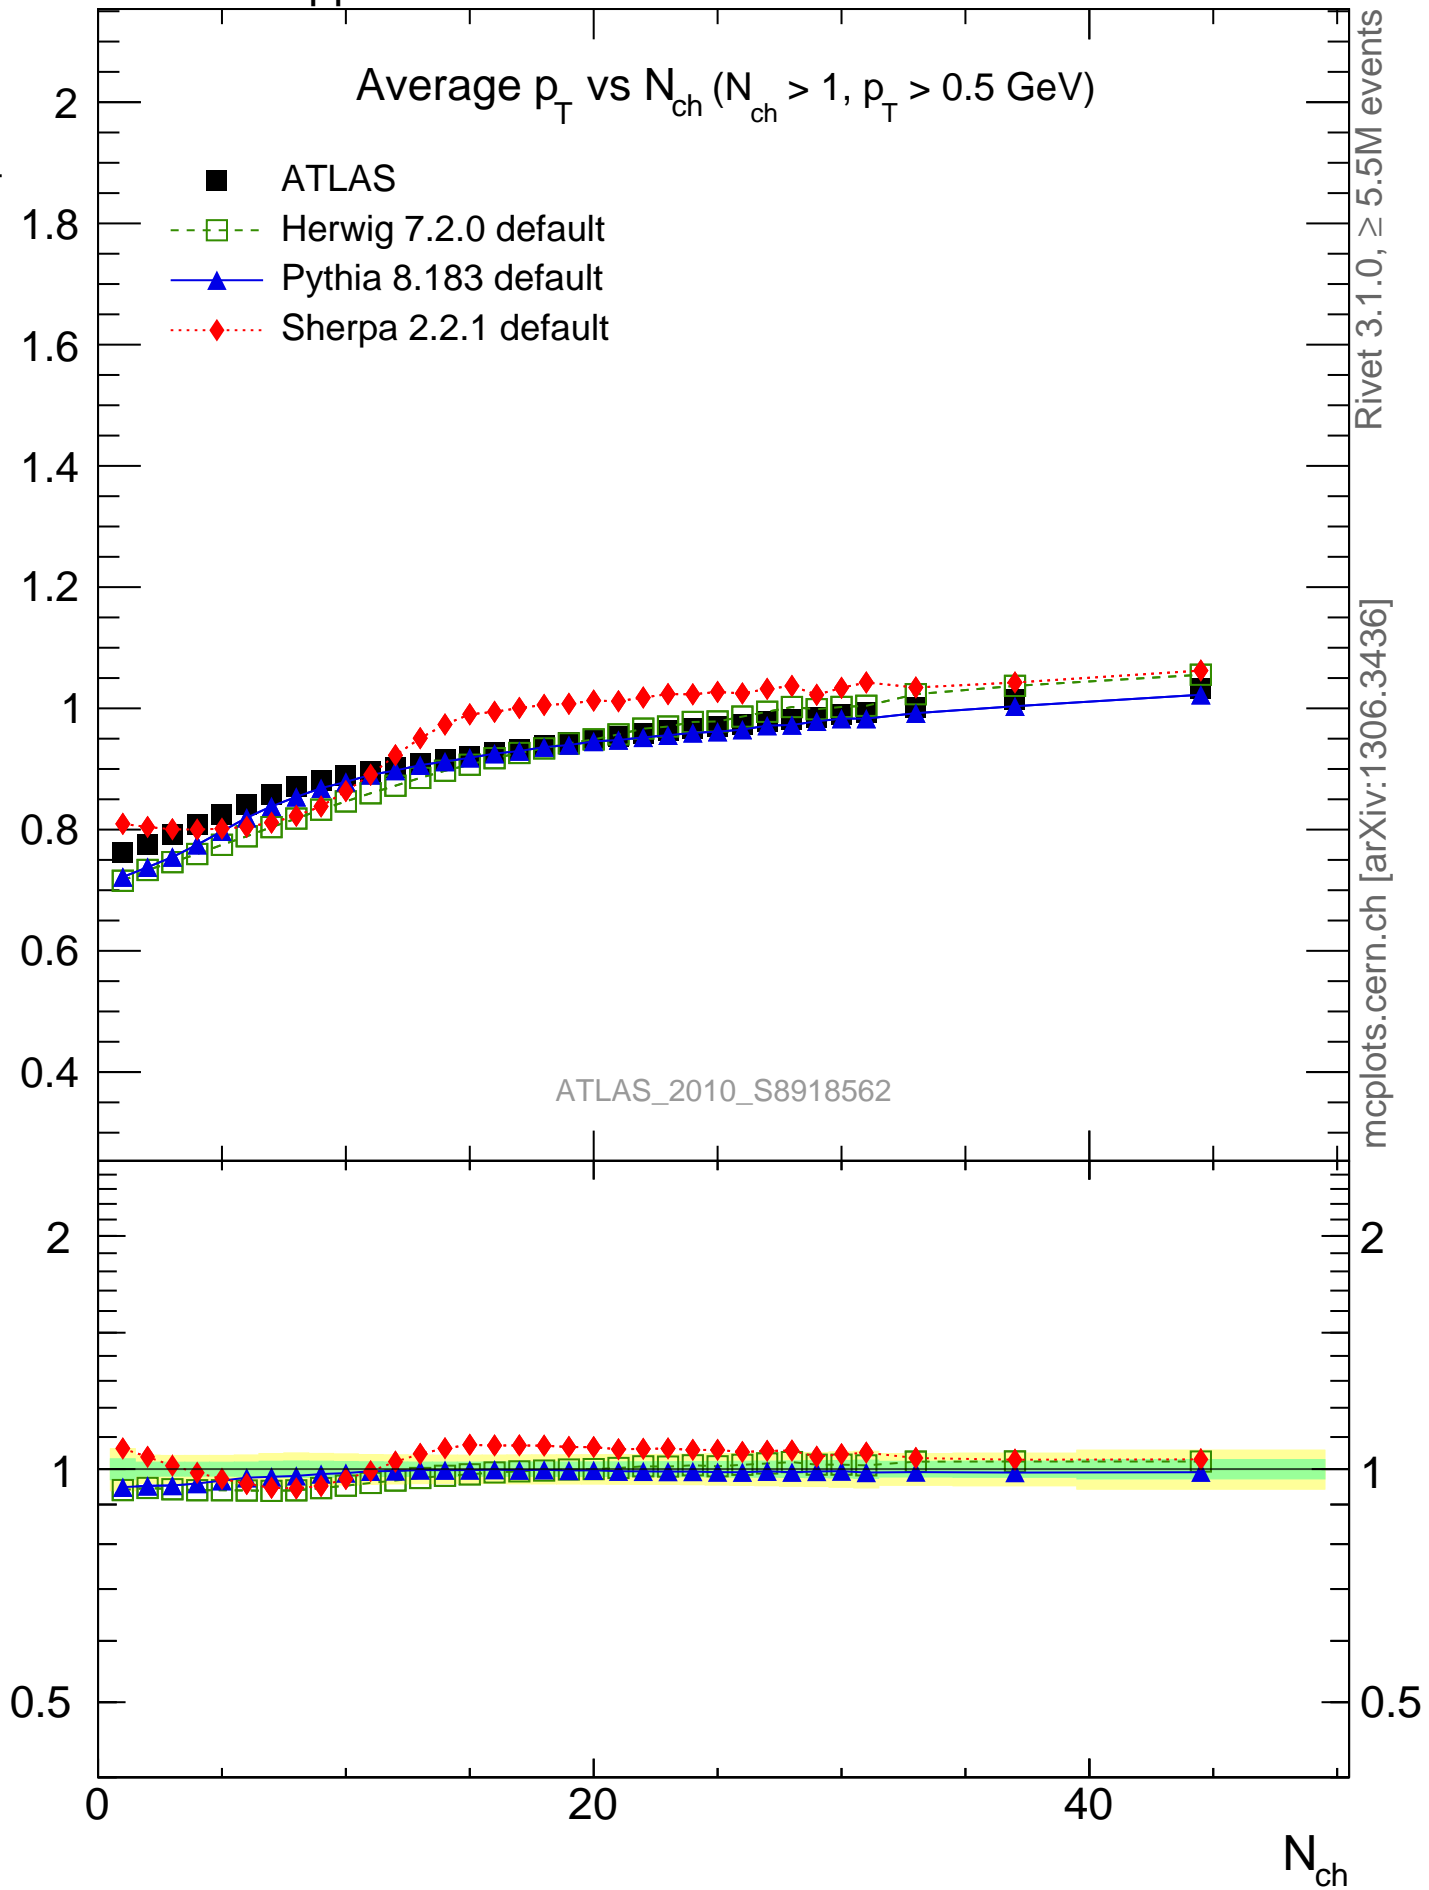 pp
Average p_T vs N_ch (N_ch > 1, p_T > 0.5 GeV)
ATLAS
Herwig 7.2.0 default
Pythia 8.183 default
Sherpa 2.2.1 default
2
1.8
1.6
1.4
1.2
1
0.8
0.6
0.4
ATLAS_2010_S8918562
Rivet 3.1.0, ≥ 5.5M events
mcplots.cern.ch [arXiv:1306.3436]
2
1
0.5
2
1
0.5
0
20
40
N_ch